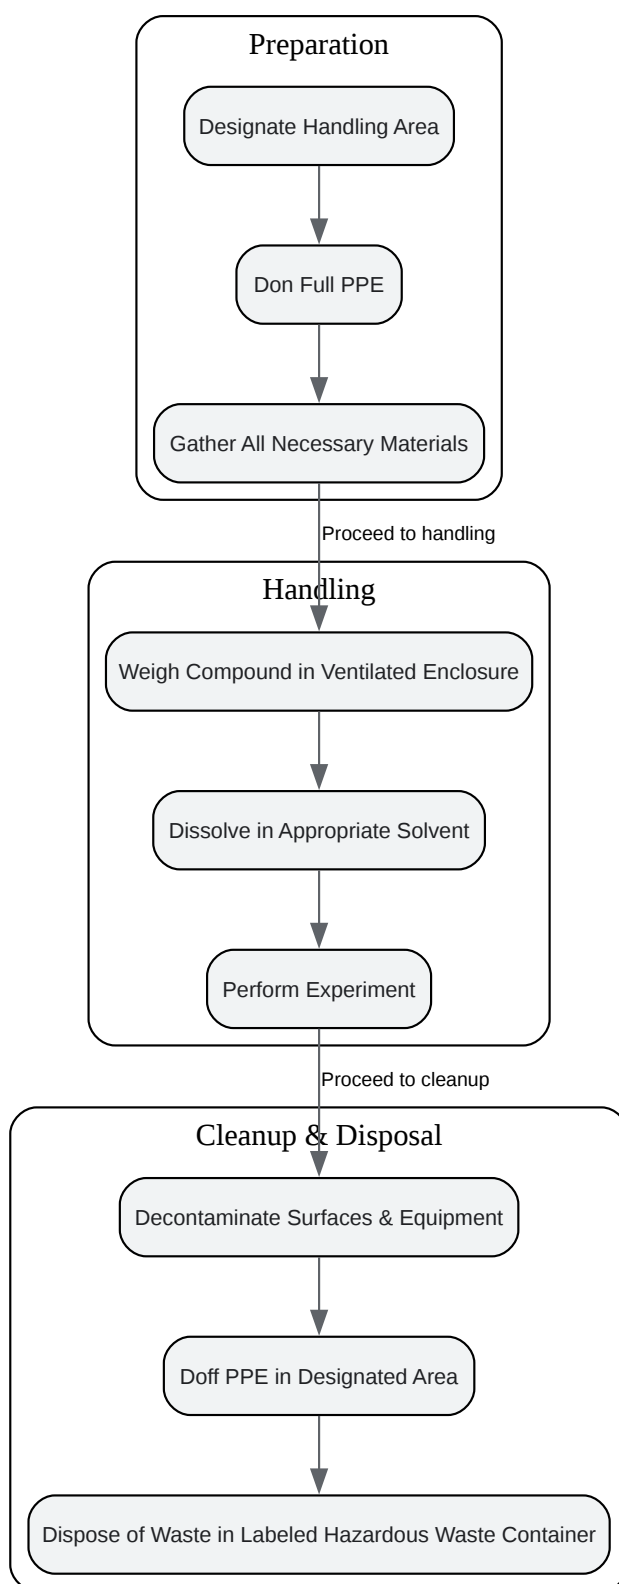 Preparation
Designate Handling Area
Don Full PPE
Gather All Necessary Materials
Proceed to handling
Handling
Weigh Compound in Ventilated Enclosure
Dissolve in Appropriate Solvent
Perform Experiment
Proceed to cleanup
Cleanup & Disposal
Decontaminate Surfaces & Equipment
Doff PPE in Designated Area
Dispose of Waste in Labeled Hazardous Waste Container